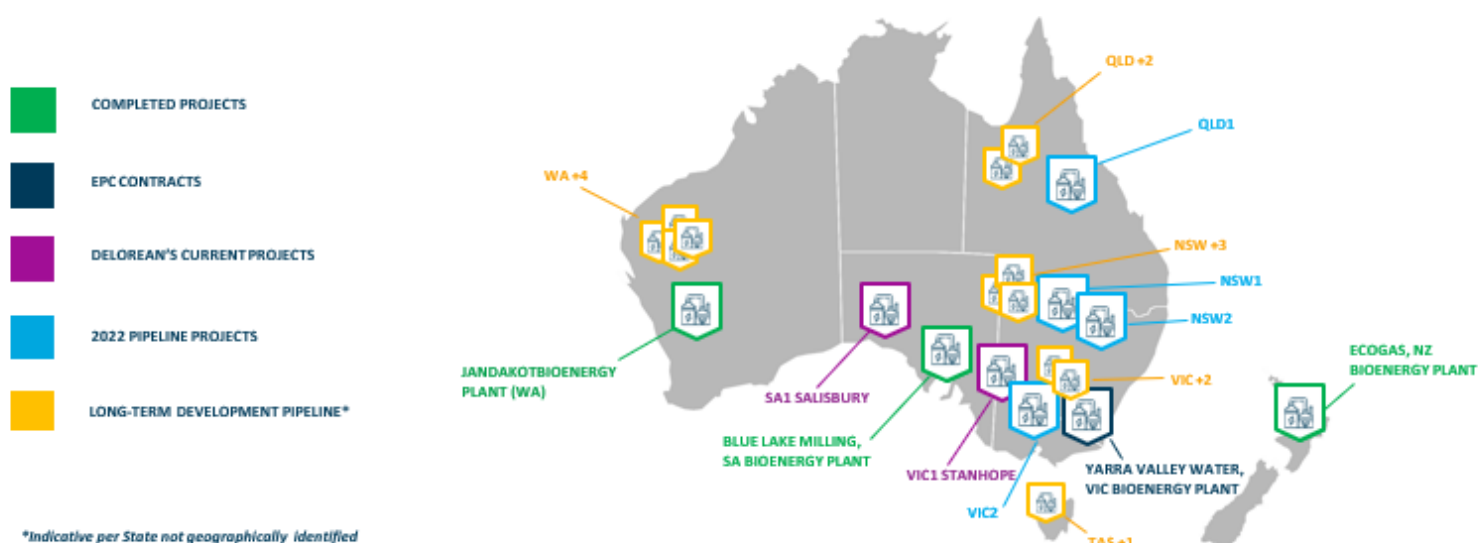 COMPLETED PROJECTS
EPC CONTRACTS
DELOREAN'S CURRENT PROJECTS
2022 PIPELINE PROJECTS
LONG-TERM DEVELOPMENT PIPELINE*
*Indicative per State not geographically identified
QLD +2
QLD1
WA +4
NSW +3
NSW1
NSW2
JANDAKOTBIOENERGY
PLANT (WA)
SA1 SALISBURY
BLUE LAKE MILLING,
SA BIOENERGY PLANT
VIC1 STANHOPE
VIC +2
ECOGAS, NZ
BIOENERGY PLANT
YARRA VALLEY WATER,
VIC BIOENERGY PLANT
VIC2
TAS +1